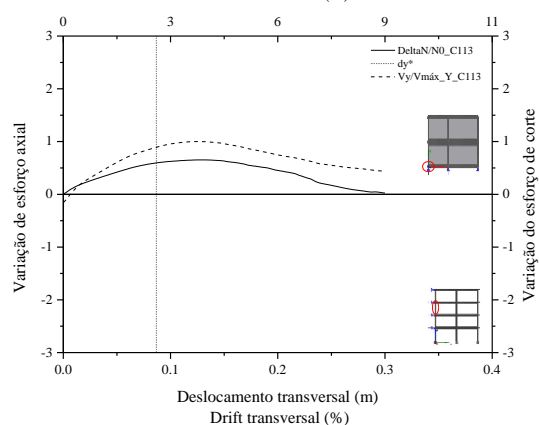 0 3 6 9 11
3 3
DeltaN/N0_C113
dy*
Vy/Vmáx_Y_C113
2 2
1 1
0 0
-1 -1
-2 -2
-3 -3
0.0 0.1 0.2 0.3 0.4
Variação de esforço axial
Variação do esforço de corte
Deslocamento transversal (m)
Drift transversal (%)